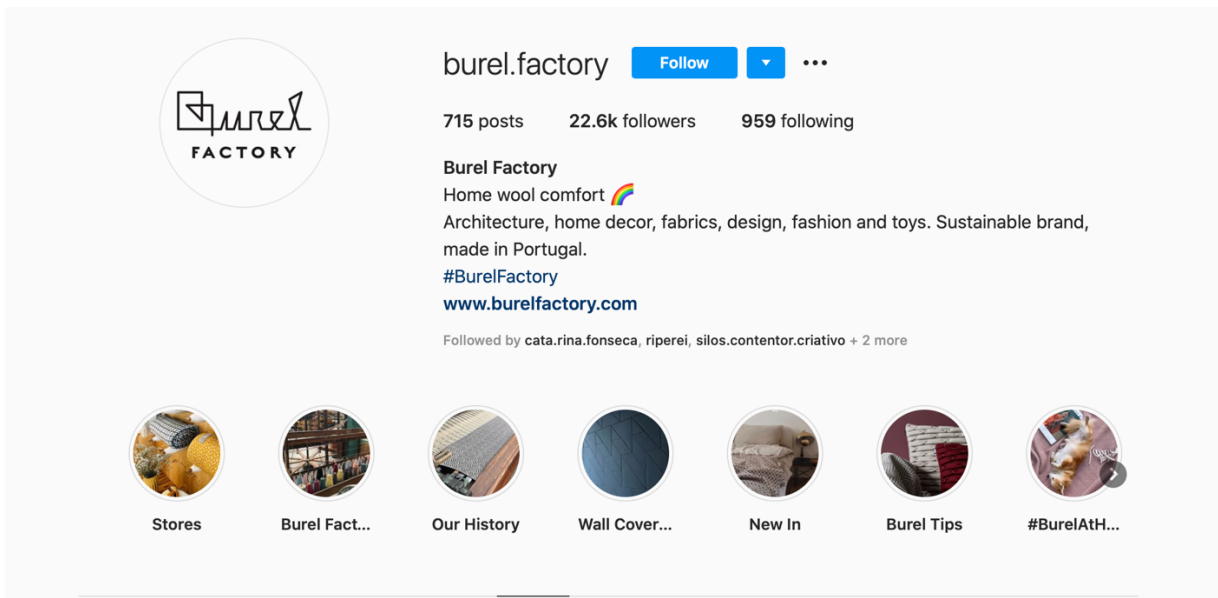 Burel
FACTORY
burel.factory Follow
715 posts 22.6k followers 959 following
Burel Factory
Home wool comfort 🌈
Architecture, home decor, fabrics, design, fashion and toys. Sustainable brand,
made in Portugal.
#BurelFactory
www.burelfactory.com
Followed by cata.rina.fonseca, riperei, silos.contentor.criativo + 2 more
Stores Burel Fact... Our History Wall Cover... New In Burel Tips #BurelAtH...